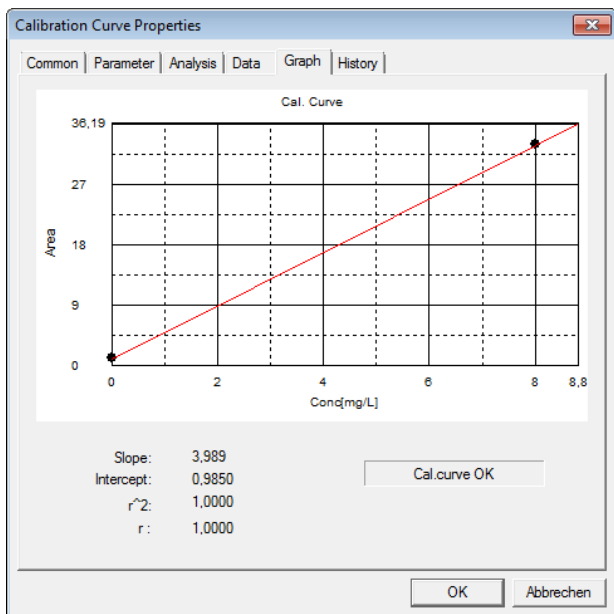 Calibration Curve Properties
Common Parameter Analysis Data Graph History
Cal. Curve
36,19
27
18
9
0
Area
0 2 4 6 8 8,8
Conc[mg/L]
Slope: 3,989
Intercept: 0,9850
r^2: 1,0000
r : 1,0000
Cal.curve OK
OK Abbrechen